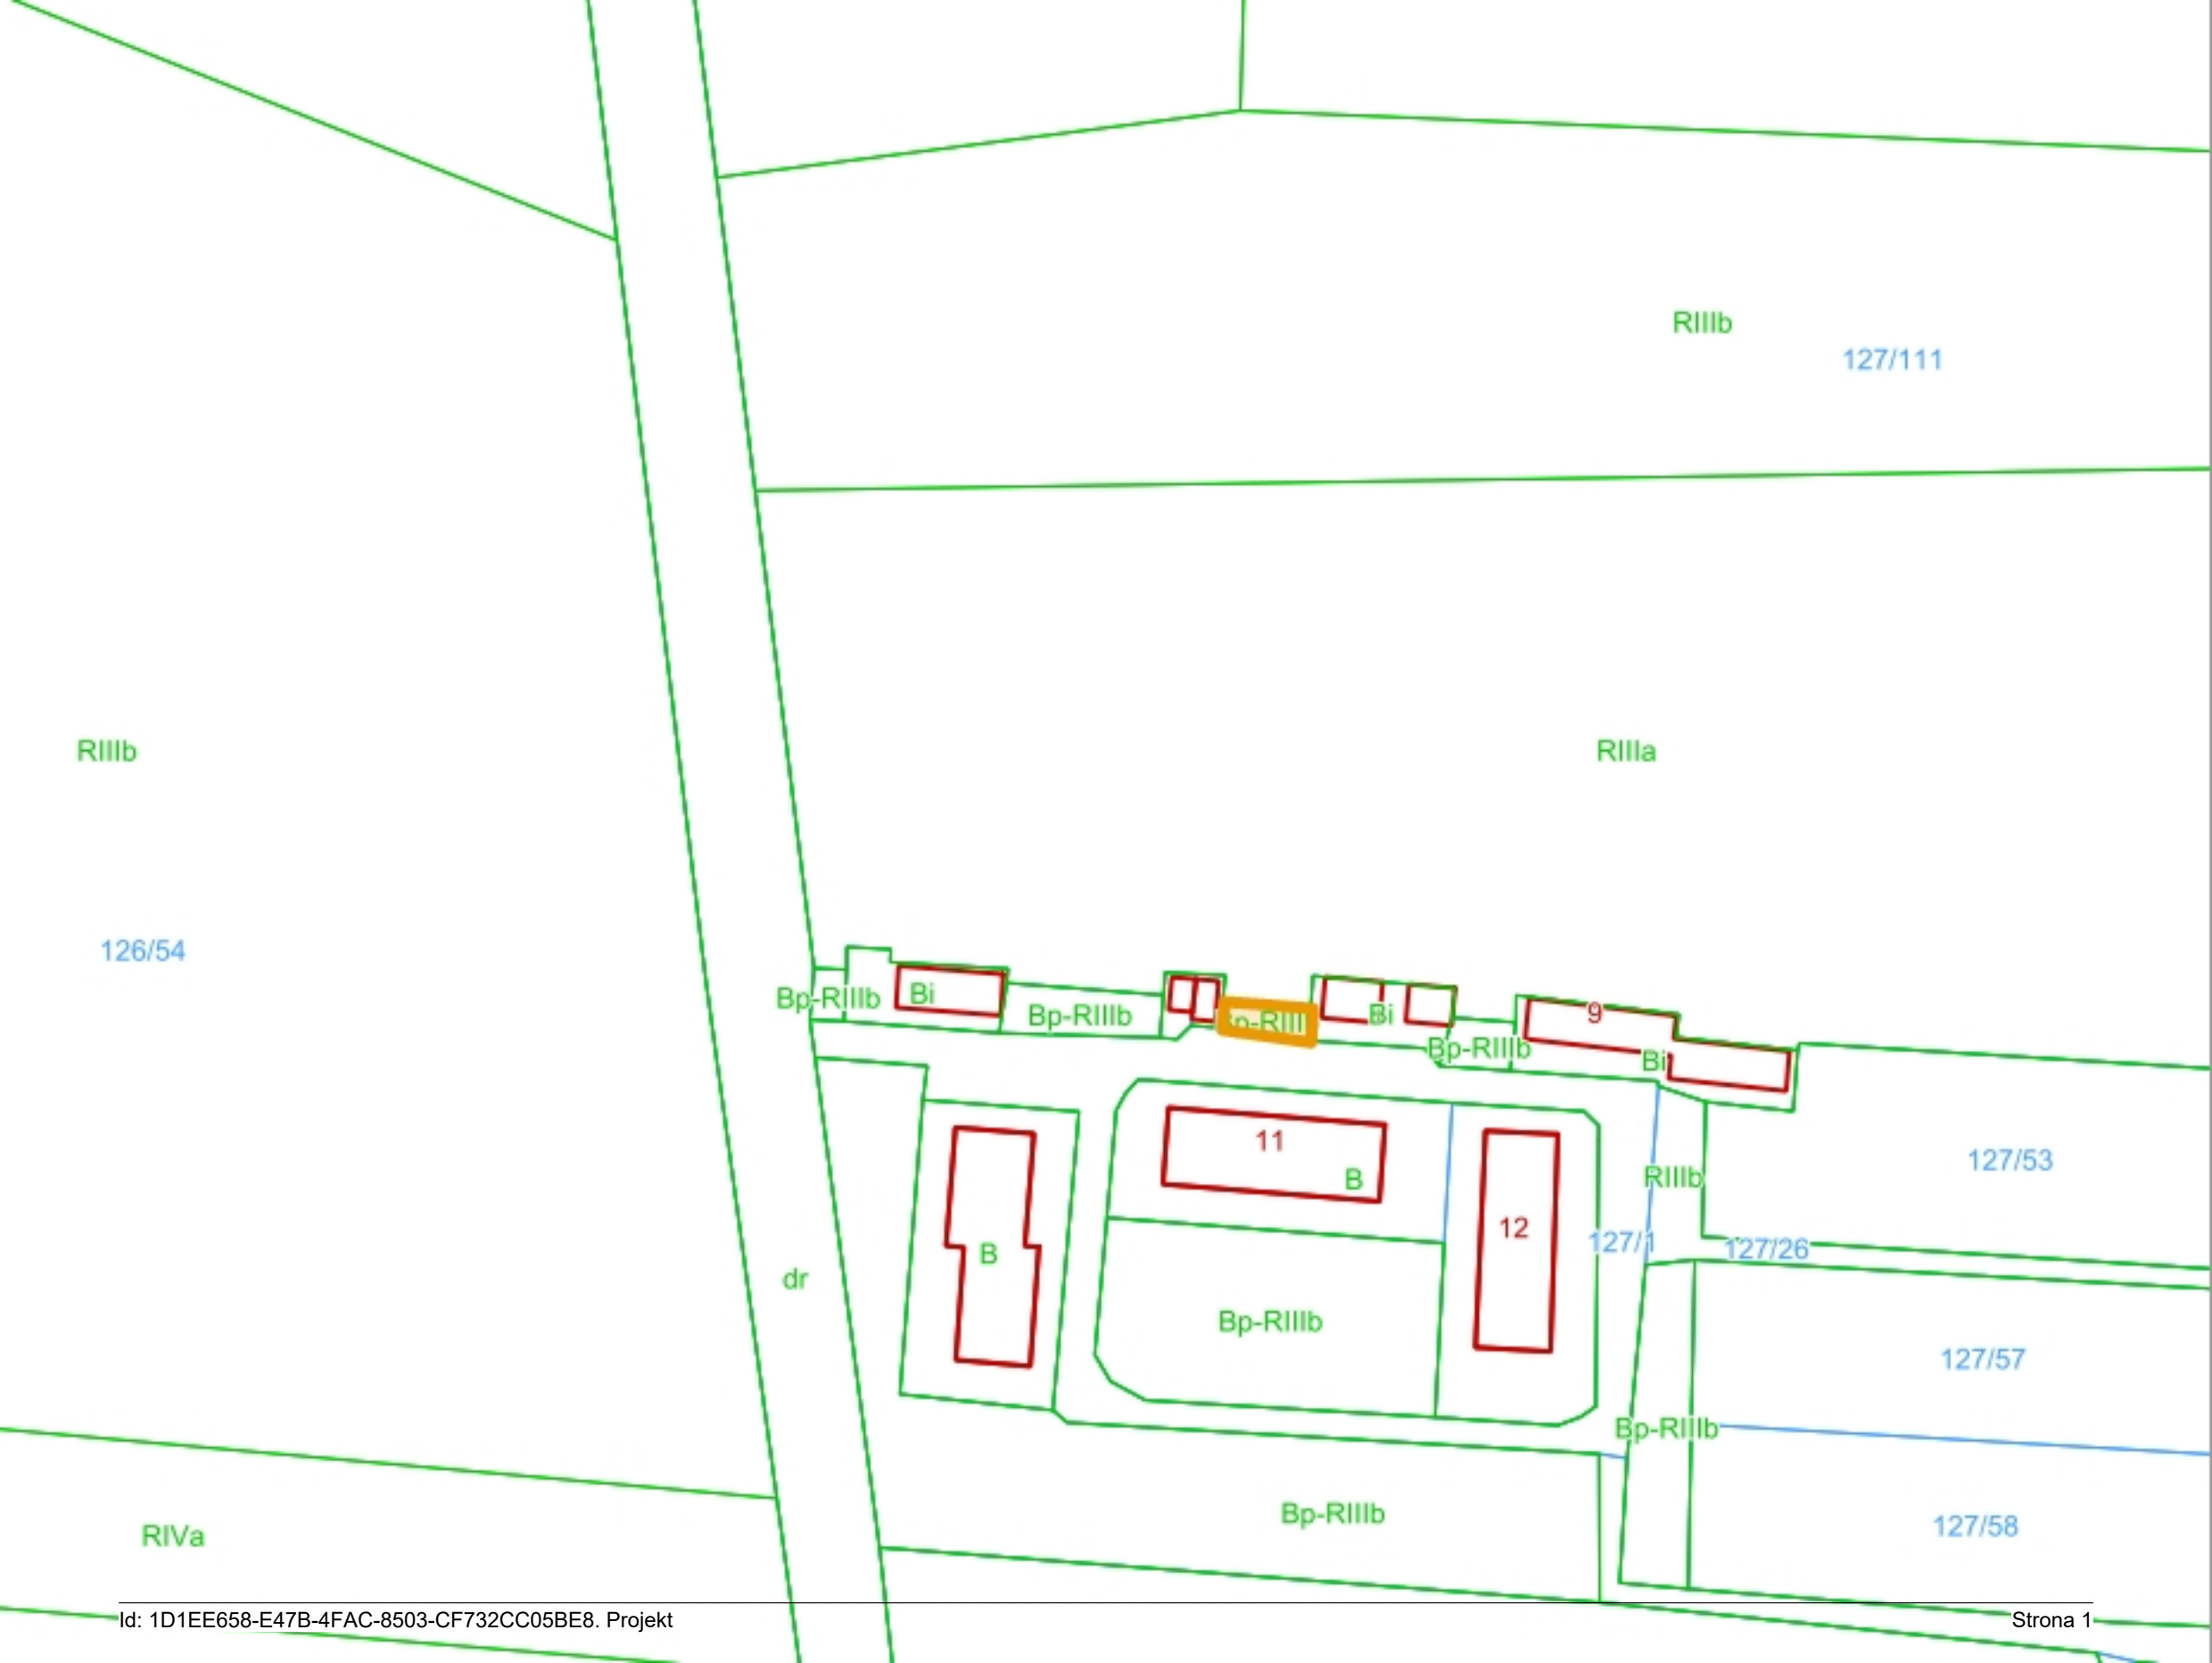 RIIIb
127/111
RIIIb
RIIIa
126/54
Bp-RIIIb
Bi
Bp-RIIIb
Bp-RIII
Bi
9
Bp-RIIIb
Bi
11
B
127/53
RIIIb
12
127/1
127/26
B
dr
Bp-RIIIb
127/57
Bp-RIIIb
Bp-RIIIb
127/58
RIVa
Id: 1D1EE658-E47B-4FAC-8503-CF732CC05BE8. Projekt
Strona 1